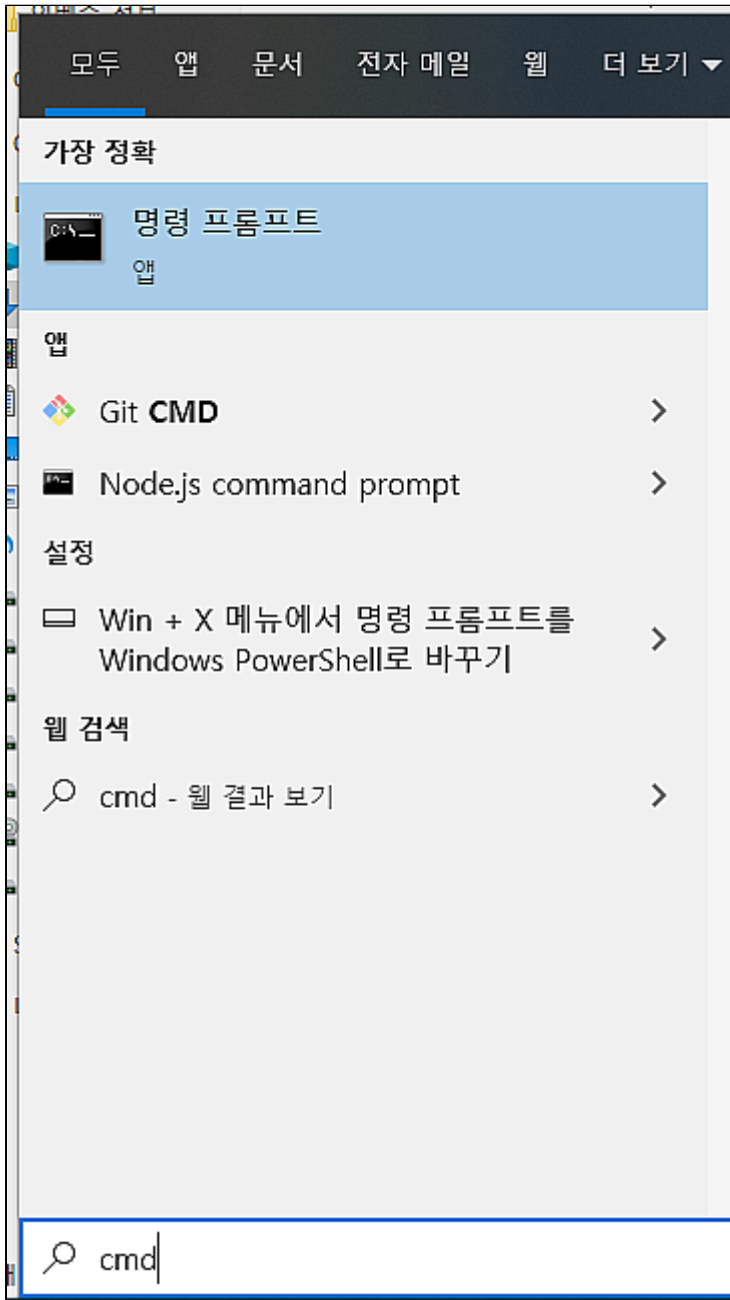 모두 앱 문서 전자 메일 웹 더 보기
가장 정확
C:\
명령 프롬프트
앱
앱
Git CMD
Node.js command prompt
설정
Win + X 메뉴에서 명령 프롬프트를
Windows PowerShell로 바꾸기
웹 검색
cmd - 웹 결과 보기
cmd